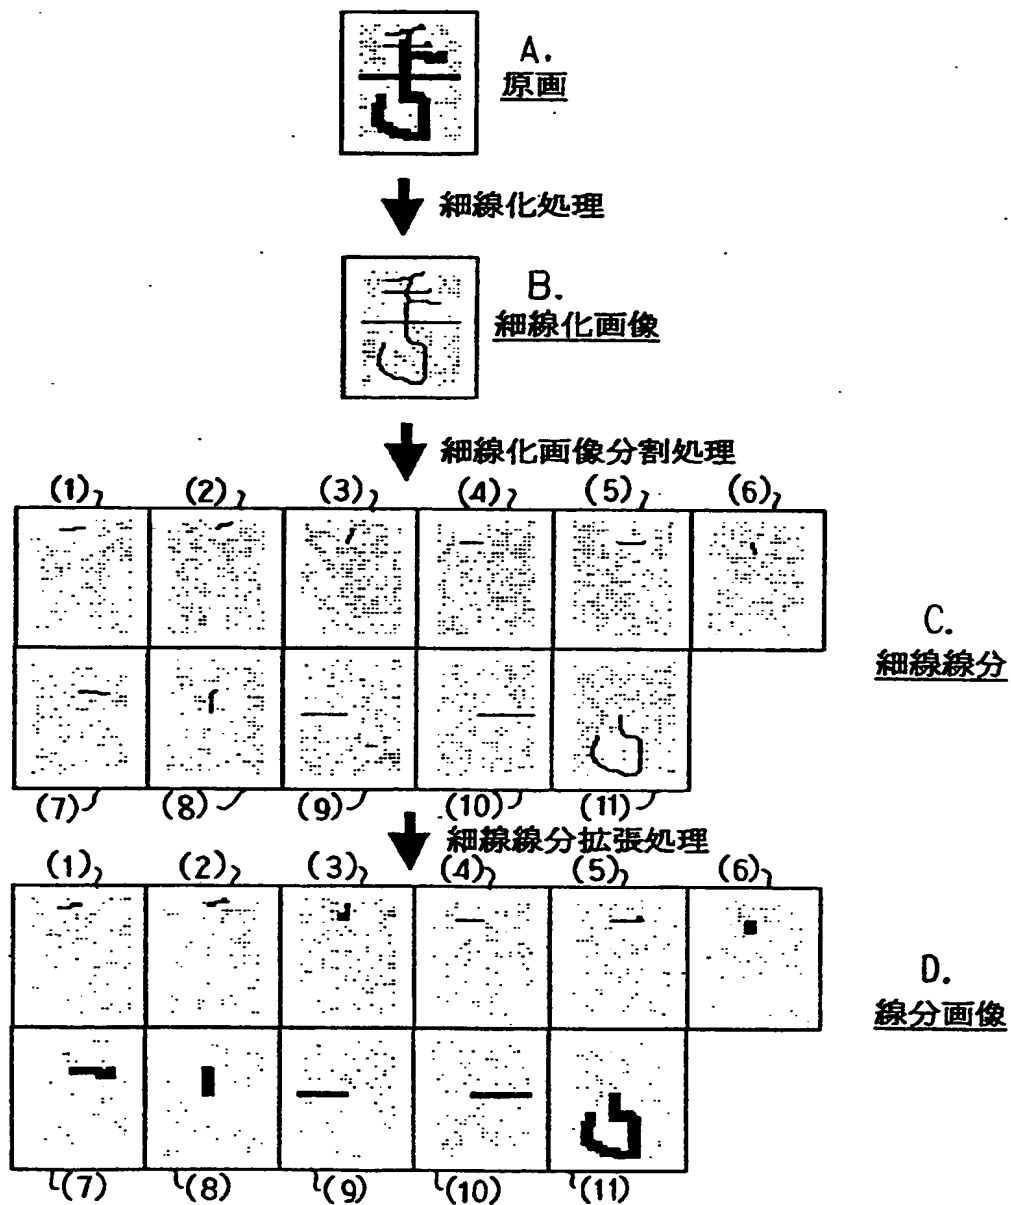 A.
原画
細線化処理
B.
細線化画像
細線化画像分割処理
(1) (2) (3) (4) (5) (6)
C.
細線線分
(7) (8) (9) (10) (11)
細線線分拡張処理
(1) (2) (3) (4) (5) (6)
D.
線分画像
(7) (8) (9) (10) (11)